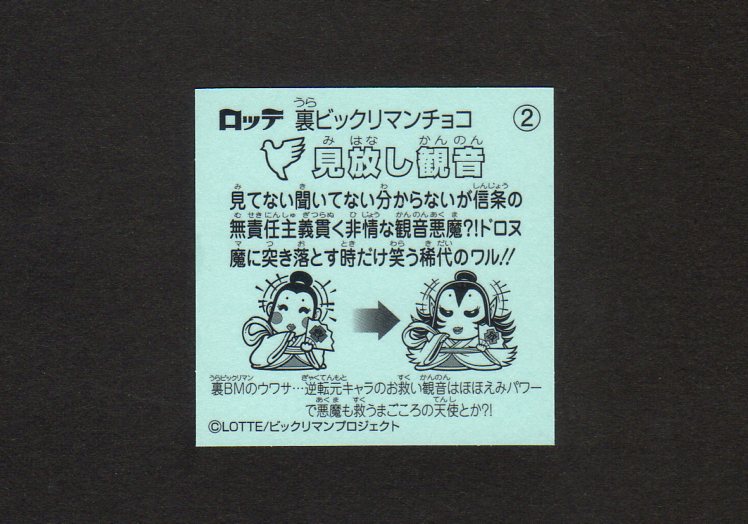 ロッテ 裏ビックリマンチョコ ②
うら
見放し観音
み はな かんのん
見てない聞いてない分からないが信条の
み き わ しんじょう
無責任主義貫く非情な観音悪魔?!ドロヌ
む せきにんしゅ ぎつらぬ ひ じょう かんのんあく ま
魔に突き落とす時だけ笑う稀代のワル!!
マ つ お とき わら き だい
裏BMのウワサ…逆転元キャラのお救い観音はほほえみパワー
うらビックリマン ぎゃくてんもと すく かんのん
で悪魔も救うまごころの天使とか?!
あくま すく てんし
©LOTTE/ビックリマンプロジェクト